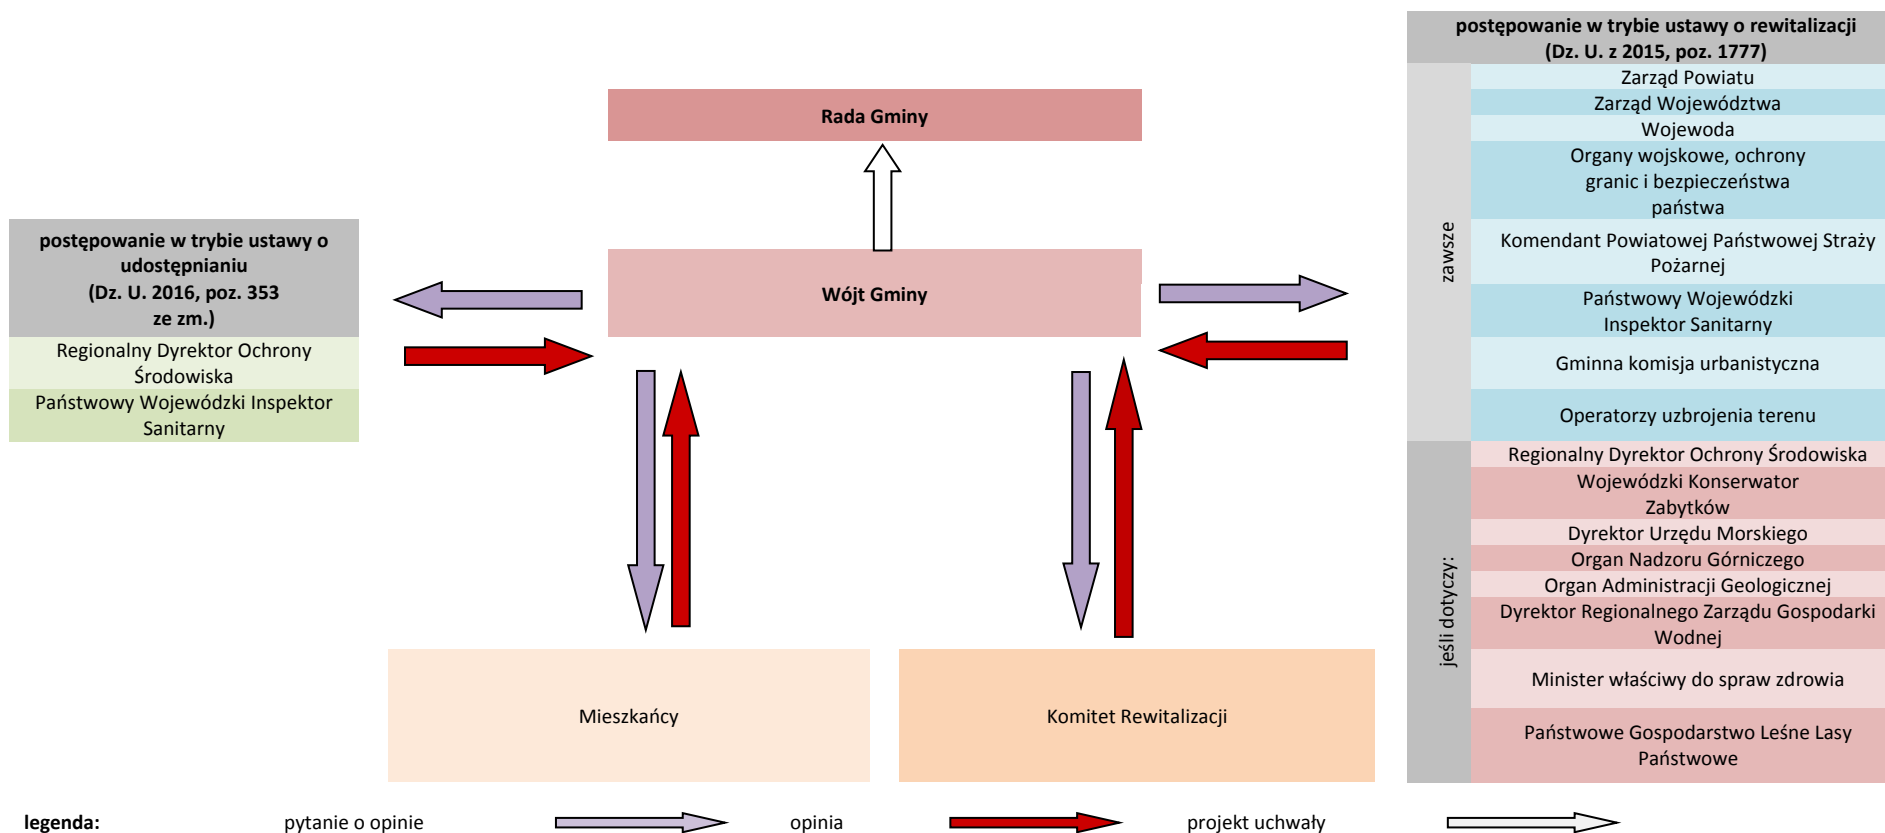 postępowanie w trybie ustawy o rewitalizacji
(Dz. U. z 2015, poz. 1777)
zawsze
Zarząd Powiatu
Zarząd Województwa
Wojewoda
Organy wojskowe, ochrony
granic i bezpieczeństwa
państwa
Komendant Powiatowej Państwowej Straży
Pożarnej
Państwowy Wojewódzki
Inspektor Sanitarny
Gminna komisja urbanistyczna
Operatorzy uzbrojenia terenu
jeśli dotyczy:
Regionalny Dyrektor Ochrony Środowiska
Wojewódzki Konserwator
Zabytków
Dyrektor Urzędu Morskiego
Organ Nadzoru Górniczego
Organ Administracji Geologicznej
Dyrektor Regionalnego Zarządu Gospodarki
Wodnej
Minister właściwy do spraw zdrowia
Państwowe Gospodarstwo Leśne Lasy
Państwowe
Rada Gminy
Wójt Gminy
postępowanie w trybie ustawy o
udostępnianiu
(Dz. U. 2016, poz. 353
ze zm.)
Regionalny Dyrektor Ochrony
Środowiska
Państwowy Wojewódzki Inspektor
Sanitarny
Mieszkańcy
Komitet Rewitalizacji
legenda:
pytanie o opinie
opinia
projekt uchwały